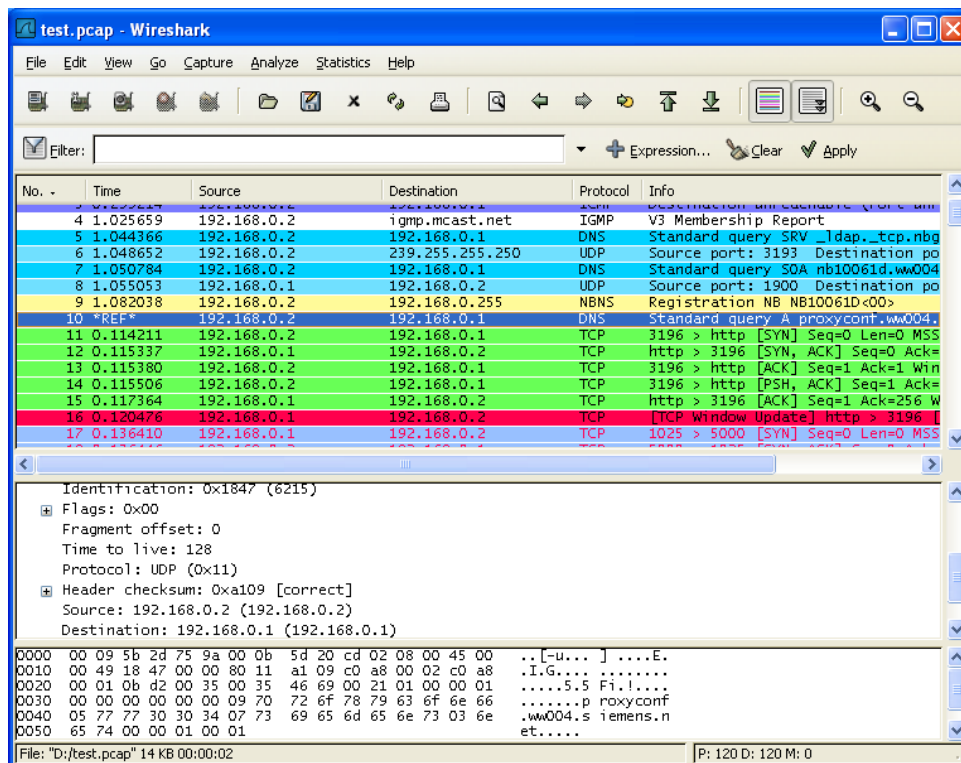 test.pcap - Wireshark
File Edit View Go Capture Analyze Statistics Help
Filter: Expression... Clear Apply
No. Time Source Destination Protocol Info
4 1.025659 192.168.0.2 igmp.mcast.net IGMP V3 Membership Report
5 1.044366 192.168.0.2 192.168.0.1 DNS Standard query SRV _ldap._tcp.nbg
6 1.048652 192.168.0.2 239.255.255.250 UDP Source port: 3193 Destination po
7 1.050784 192.168.0.2 192.168.0.1 DNS Standard query SOA nb10061d.ww004
8 1.055053 192.168.0.1 192.168.0.2 UDP Source port: 1900 Destination po
9 1.082038 192.168.0.2 192.168.0.255 NBNS Registration NB NB10061D<00>
10 *REF* 192.168.0.2 192.168.0.1 DNS Standard query A proxyconf.ww004.
11 0.114211 192.168.0.2 192.168.0.1 TCP 3196 > http [SYN] Seq=0 Len=0 MSS
12 0.115337 192.168.0.1 192.168.0.2 TCP http > 3196 [SYN, ACK] Seq=0 Ack=
13 0.115380 192.168.0.2 192.168.0.1 TCP 3196 > http [ACK] Seq=1 Ack=1 Win
14 0.115506 192.168.0.2 192.168.0.1 TCP 3196 > http [PSH, ACK] Seq=1 Ack=
15 0.117364 192.168.0.1 192.168.0.2 TCP http > 3196 [ACK] Seq=1 Ack=256 W
16 0.120476 192.168.0.1 192.168.0.2 TCP [TCP Window Update] http > 3196 [
17 0.136410 192.168.0.1 192.168.0.2 TCP 1025 > 5000 [SYN] Seq=0 Len=0 MSS
Identification: 0x1847 (6215)
Flags: 0x00
Fragment offset: 0
Time to live: 128
Protocol: UDP (0x11)
Header checksum: 0xa109 [correct]
Source: 192.168.0.2 (192.168.0.2)
Destination: 192.168.0.1 (192.168.0.1)
0000 00 09 5b 2d 75 9a 00 0b 5d 20 cd 02 08 00 45 00 ..[-u... ] ....E.
0010 00 49 18 47 00 00 80 11 a1 09 c0 a8 00 02 c0 a8 .I.G.... ........
0020 00 01 0b d2 00 35 00 35 46 69 00 21 01 00 00 01 .....5.5 Fi.!....
0030 00 00 00 00 00 00 09 70 72 6f 78 79 63 6f 6e 66 .......p roxyconf
0040 05 77 77 30 30 34 07 73 69 65 6d 65 6e 73 03 6e .ww004.s iemens.n
0050 65 74 00 00 01 00 01 et.....
File: "D:/test.pcap" 14 KB 00:00:02 P: 120 D: 120 M: 0